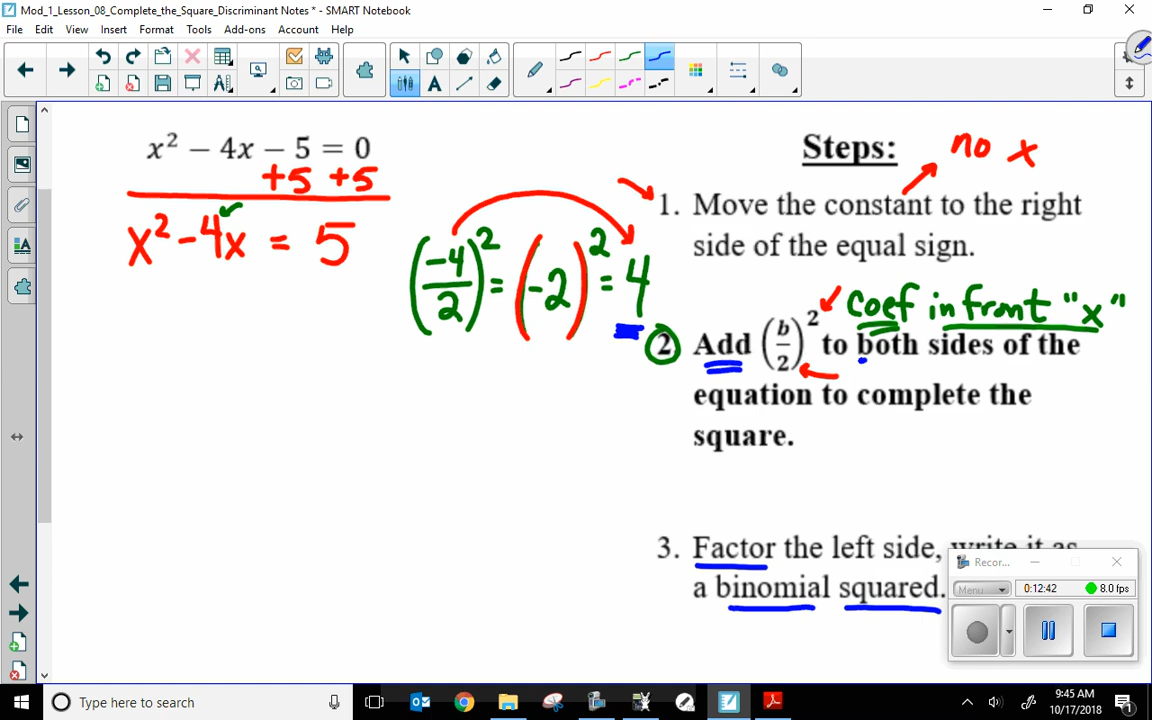 Mod_1_Lesson_08_Complete_the_Square_Discriminant Notes * - SMART Notebook
File Edit View Insert Format Tools Add-ons Account Help
x² − 4x − 5 = 0
+5 +5
x² - 4x = 5
(-4/2)² = (-2)² = 4
Steps:
no x
1. Move the constant to the right
side of the equal sign.
coef in front "x"
2 Add (b/2)² to both sides of the
equation to complete the
square.
3. Factor the left side, write it as
a binomial squared.
Recor...
Menu 0:12:42 8.0 fps
Type here to search
9:45 AM
10/17/2018
1